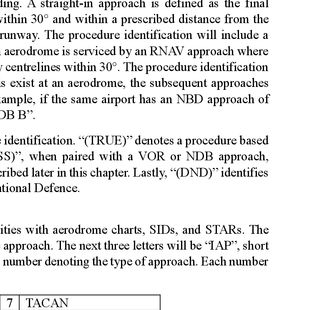 ding. A straight-in approach is defined as the final
within 30° and within a prescribed distance from the
runway. The procedure identification will include a
aerodrome is serviced by an RNAV approach where
y centrelines within 30°. The procedure identification
s exist at an aerodrome, the subsequent approaches
ample, if the same airport has an NBD approach of
DB B”.
identification. “(TRUE)” denotes a procedure based
SS)”, when paired with a VOR or NDB approach,
ribed later in this chapter. Lastly, “(DND)” identifies
tional Defence.
ities with aerodrome charts, SIDs, and STARs. The
approach. The next three letters will be “IAP”, short
number denoting the type of approach. Each number
7 TACAN